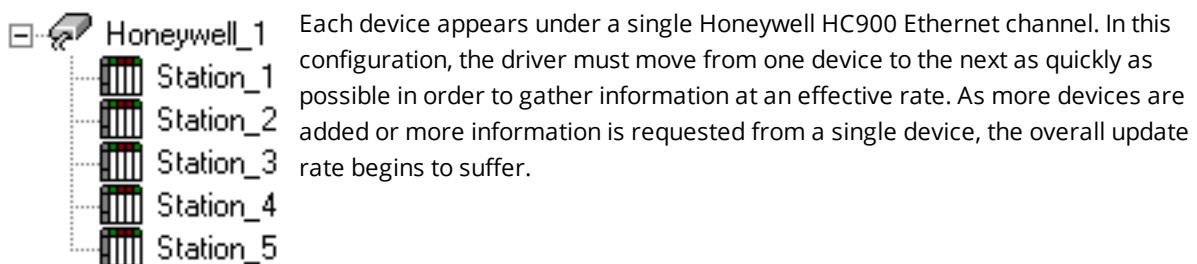 Honeywell_1
Station_1
Station_2
Station_3
Station_4
Station_5
Each device appears under a single Honeywell HC900 Ethernet channel. In this
configuration, the driver must move from one device to the next as quickly as
possible in order to gather information at an effective rate. As more devices are
added or more information is requested from a single device, the overall update
rate begins to suffer.